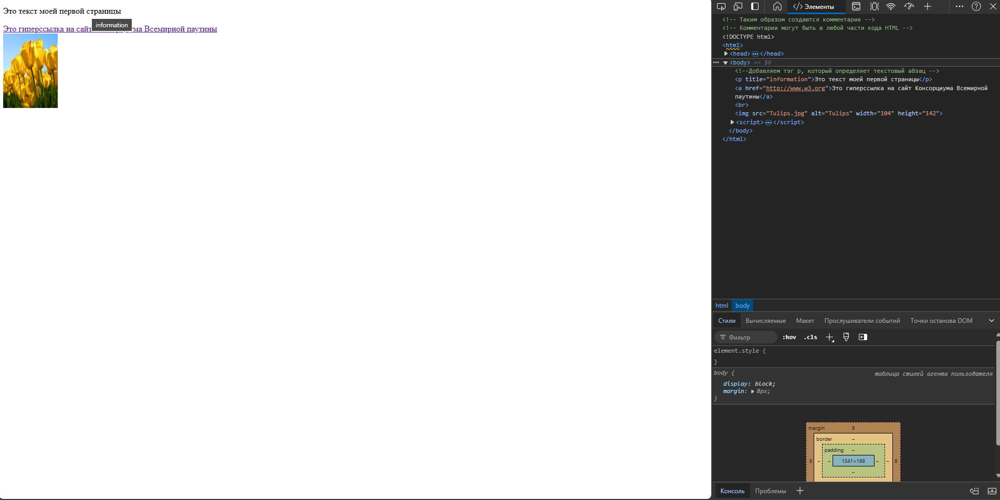 Это текст моей первой страницы
information
Это гиперссылка на сайт ума Всемирной паутины
</> Элементы
<!-- Таким образом создаются комментарии -->
<!-- Комментарии могут быть в любой части кода HTML -->
<!DOCTYPE html>
<html>
<head>…</head>
<body> == $0
<!--Добавляем тэг p, который определяет текстовый абзац -->
<p title="information">Это текст моей первой страницы</p>
<a href="http://www.w3.org">Это гиперссылка на сайт Консорциума Всемирной
паутины</a>
<br>
<img src="Tulips.jpg" alt="Tulips" width="104" height="142">
<script>…</script>
</body>
</html>
html body
Стили Вычисляемые Макет Прослушиватели событий Точки останова DOM
Фильтр :hov .cls
element.style {
}
body { таблица стилей агента пользователя
display: block;
margin: 8px;
}
margin 8
border –
padding –
8 – – 1341×198 – – 8
–
Консоль Проблемы